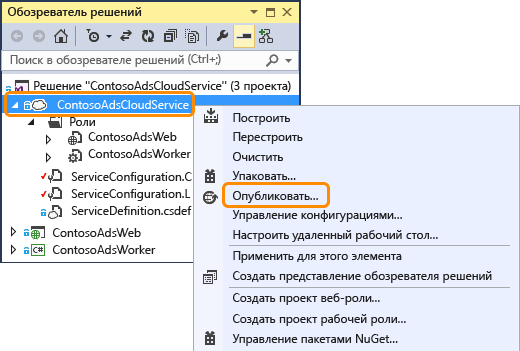 Обозреватель решений
Поиск в обозревателе решений (Ctrl+;)
Решение "ContosoAdsCloudService" (3 проекта)
ContosoAdsCloudService
Роли
ContosoAdsWeb
ContosoAdsWorker
ServiceConfiguration.C
ServiceConfiguration.L
ServiceDefinition.csdef
ContosoAdsWeb
C#
ContosoAdsWorker
Построить
Перестроить
Очистить
Упаковать...
Опубликовать...
Управление конфигурациями...
Настроить удаленный рабочий стол...
Применить для этого элемента
Создать представление обозревателя решений
Создать проект веб-роли...
Создать проект рабочей роли...
Управление пакетами NuGet...